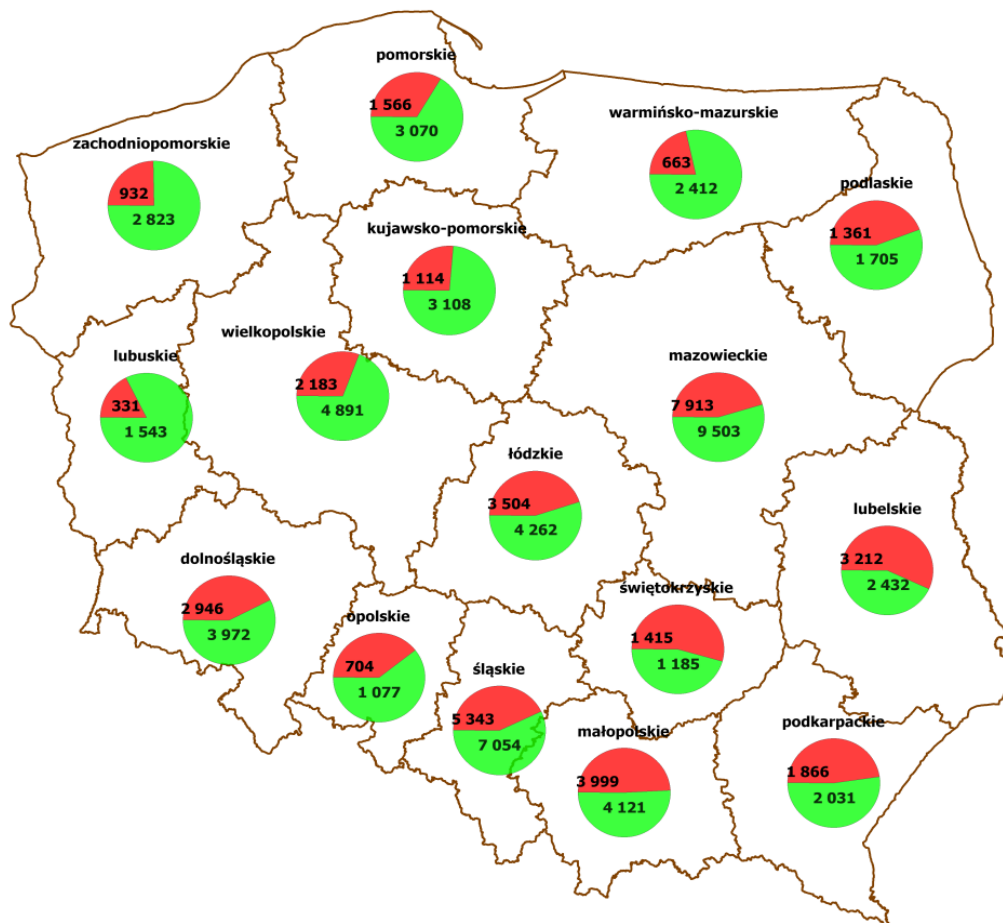 pomorskie
1 566
3 070
warmińsko-mazurskie
663
2 412
zachodniopomorskie
932
2 823
podlaskie
1 361
1 705
kujawsko-pomorskie
1 114
3 108
wielkopolskie
2 183
4 891
lubuskie
331
1 543
mazowieckie
7 913
9 503
łódzkie
3 504
4 262
lubelskie
3 212
2 432
dolnośląskie
2 946
3 972
opolskie
704
1 077
świętokrzyskie
1 415
1 185
śląskie
5 343
7 054
małopolskie
3 999
4 121
podkarpackie
1 866
2 031